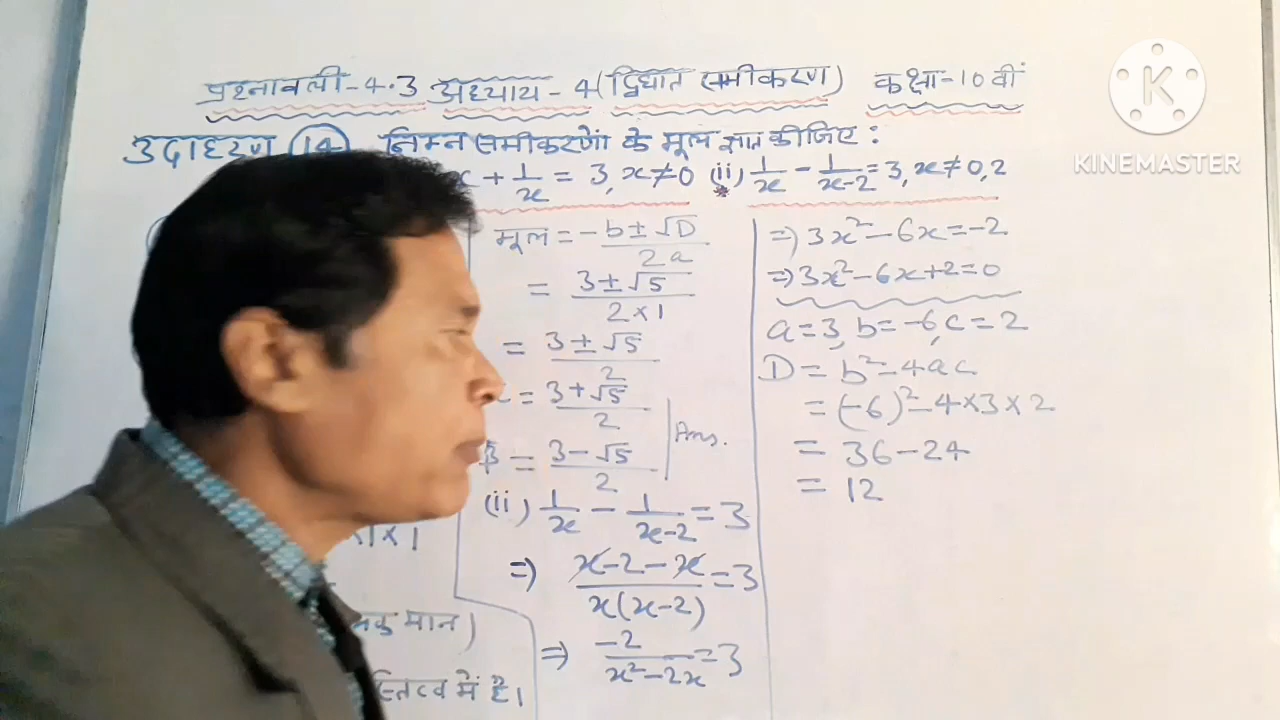 प्रश्नावली-4.3 अध्याय-4 (द्विघात समीकरण) कक्षा-10वीं
उदाहरण 14 निम्न समीकरणों के मूल ज्ञात कीजिए:
x + 1/x = 3, x≠0 (ii) 1/x - 1/(x-2) = 3, x≠0,2
x1x1
मान)
स्तित्व में है।
मूल = (-b ± √D)/2a
= (3 ± √5)/(2×1)
= (3 ± √5)/2
= (3 + √5)/2
β = (3 - √5)/2
Ans.
(ii) 1/x - 1/(x-2) = 3
⇒ (x-2-x)/(x(x-2)) = 3
⇒ -2/(x²-2x) = 3
⇒ 3x² - 6x = -2
⇒ 3x² - 6x + 2 = 0
a = 3, b = -6, c = 2
D = b² - 4ac
= (-6)² - 4×3×2
= 36 - 24
= 12
KINEMASTER